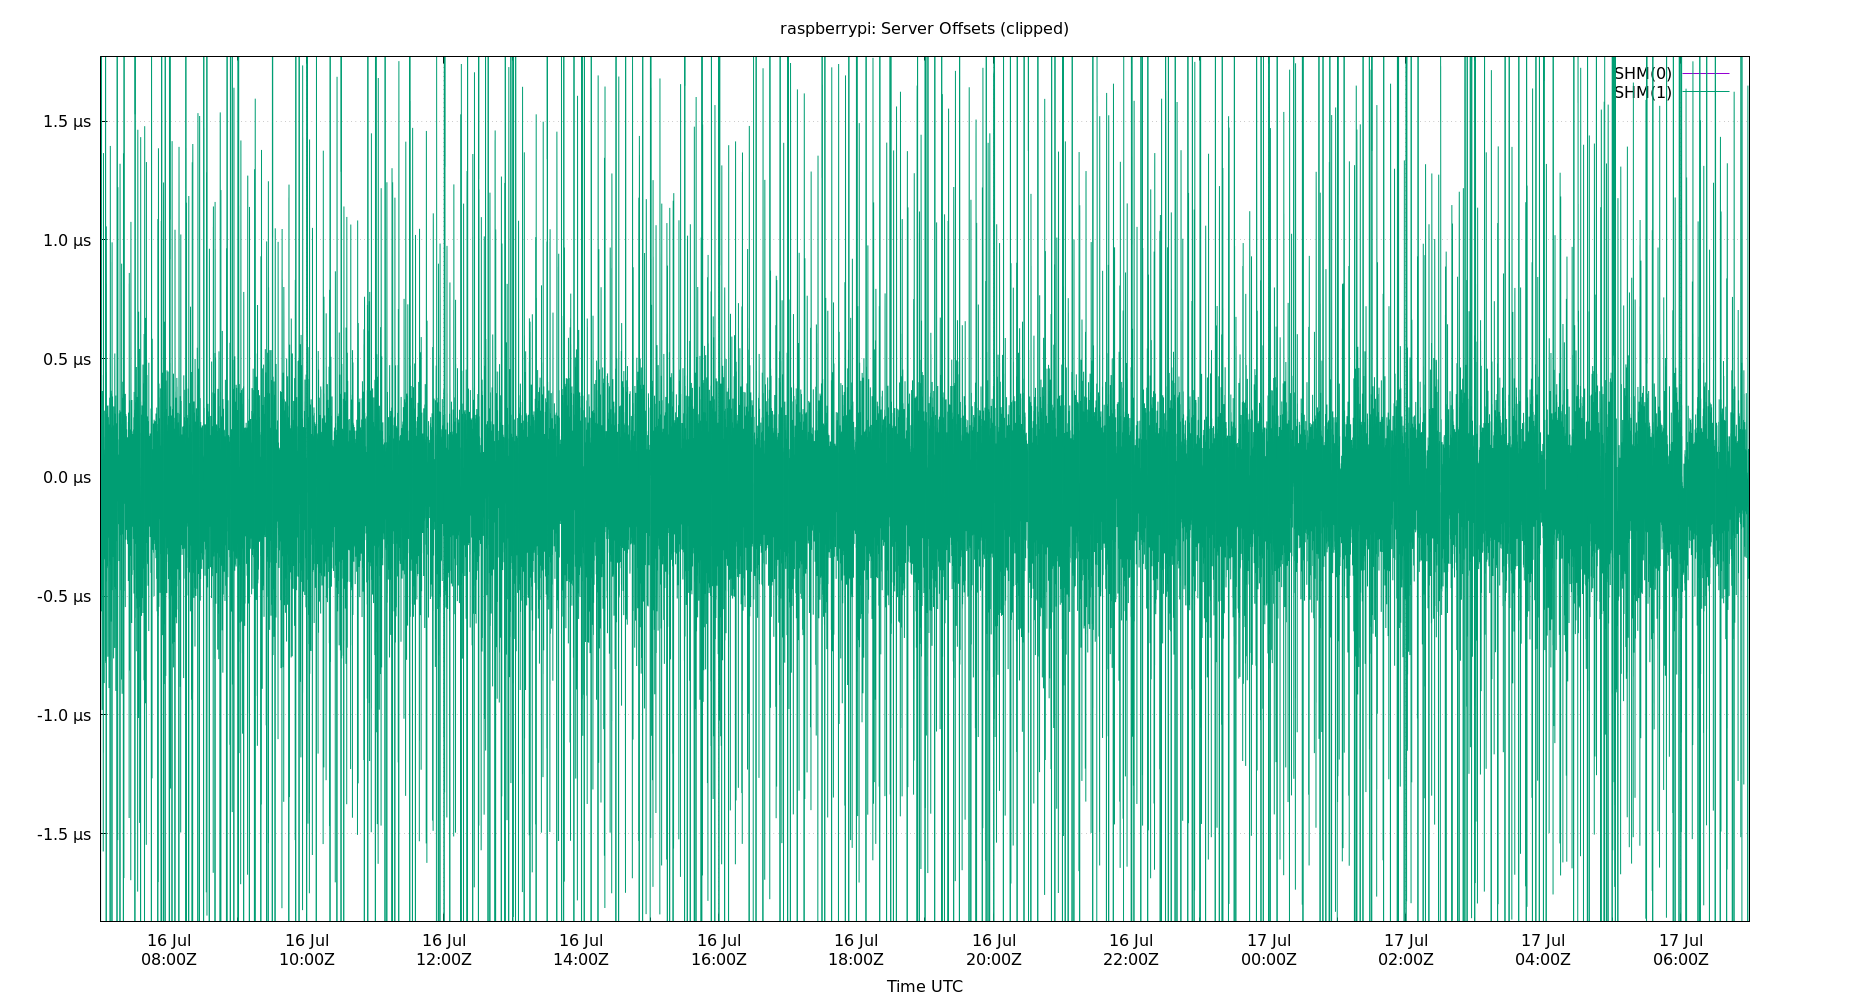 raspberrypi: Server Offsets (clipped)
SHM(0)
SHM(1)
1.5 µs
1.0 µs
0.5 µs
0.0 µs
-0.5 µs
-1.0 µs
-1.5 µs
16 Jul 16 Jul 16 Jul 16 Jul 16 Jul 16 Jul 16 Jul 16 Jul 17 Jul 17 Jul 17 Jul 17 Jul
08:00Z 10:00Z 12:00Z 14:00Z 16:00Z 18:00Z 20:00Z 22:00Z 00:00Z 02:00Z 04:00Z 06:00Z
Time UTC